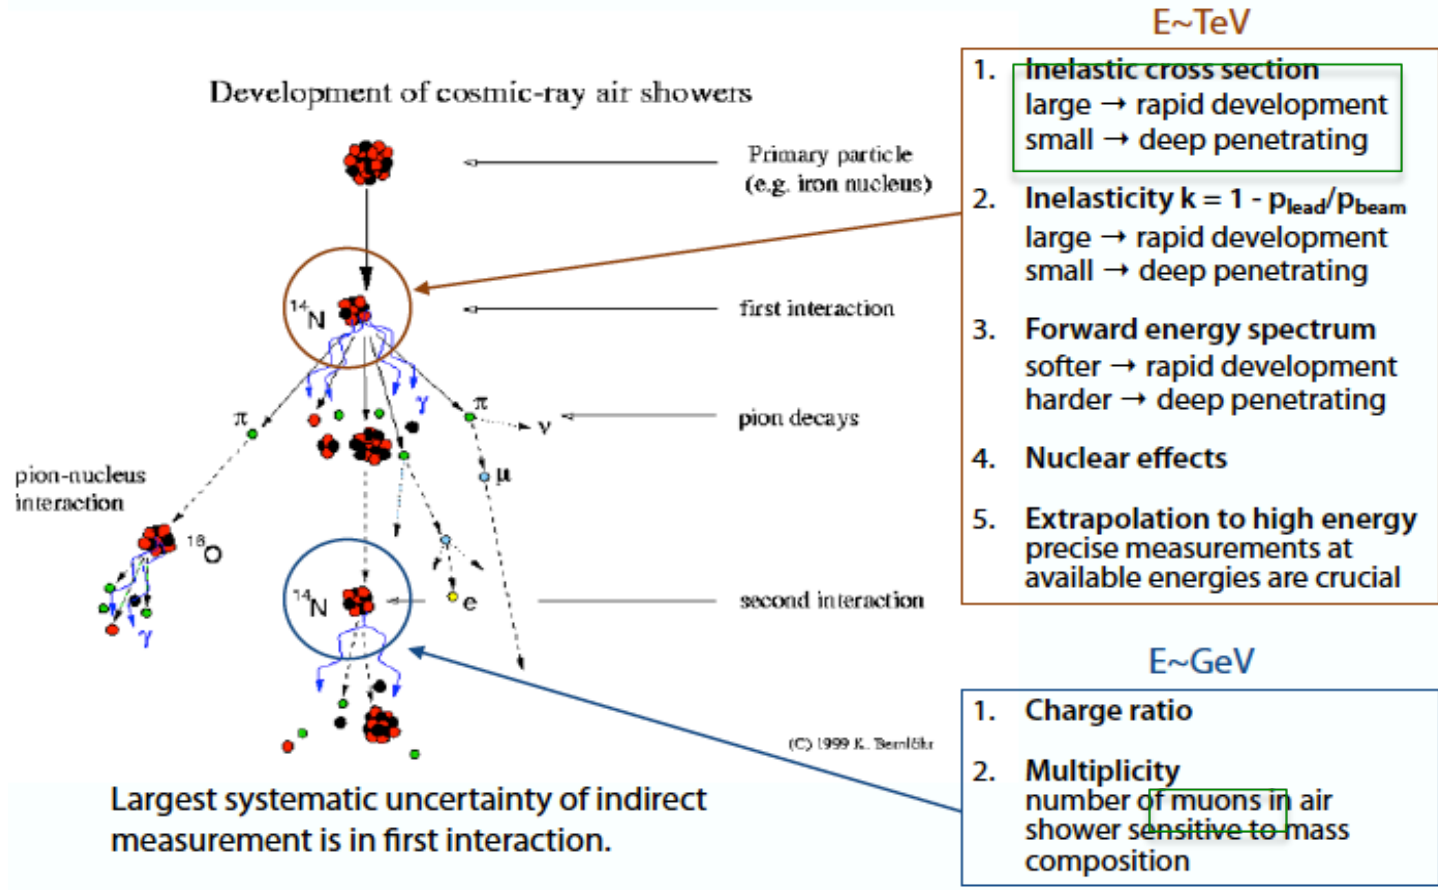 E~TeV
Development of cosmic-ray air showers
Primary particle
(e.g. iron nucleus)
14N
first interaction
π
γ
π
ν
pion decays
μ
pion-nucleus
interaction
16O
γ
14N
e
second interaction
(C) 1999 K. Bernlöhr
Largest systematic uncertainty of indirect
measurement is in first interaction.
1. Inelastic cross section
large → rapid development
small → deep penetrating
2. Inelasticity k = 1 - plead/pbeam
large → rapid development
small → deep penetrating
3. Forward energy spectrum
softer → rapid development
harder → deep penetrating
4. Nuclear effects
5. Extrapolation to high energy
precise measurements at
available energies are crucial
E~GeV
1. Charge ratio
2. Multiplicity
number of muons in air
shower sensitive to mass
composition